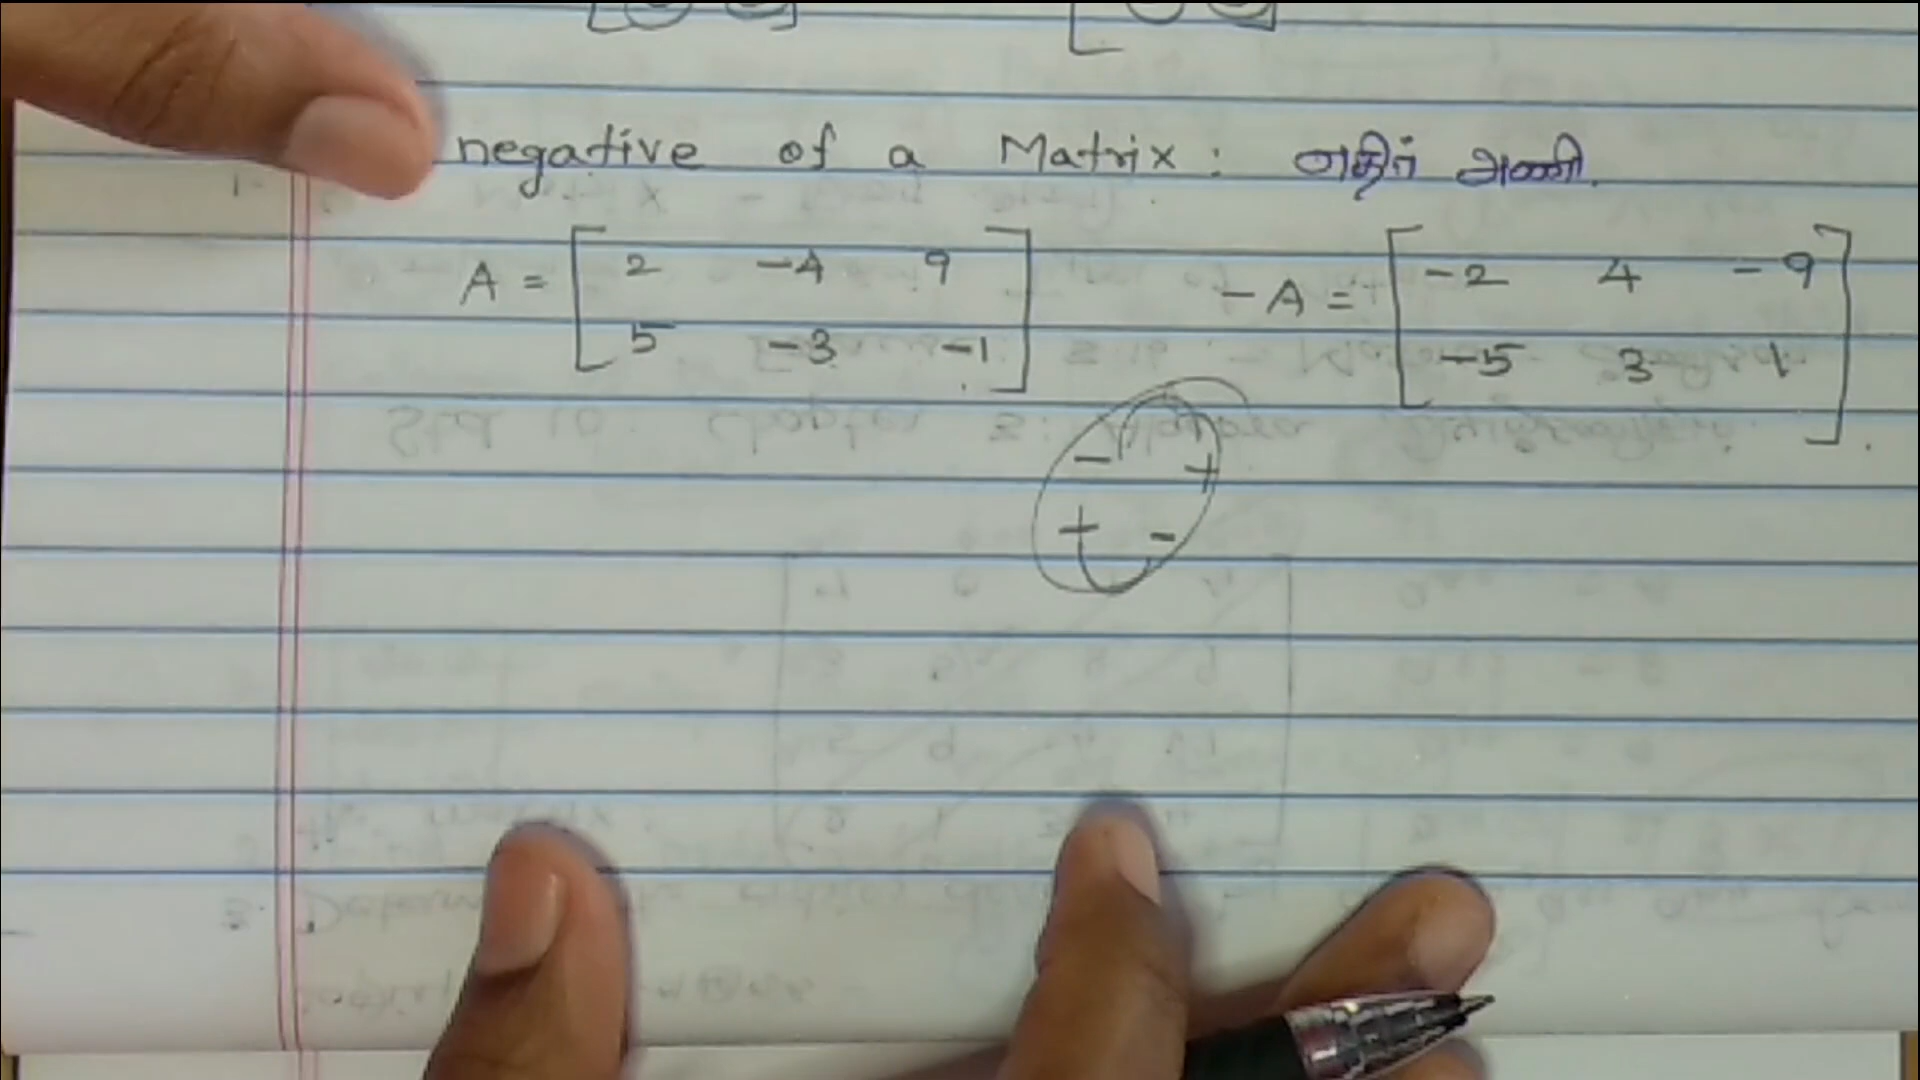 negative of a Matrix : எதிர் அணி.
A = [ 2 -4 9
5 -3 -1 ]
-A = [ -2 4 -9
-5 3 1 ].
- +
+ -